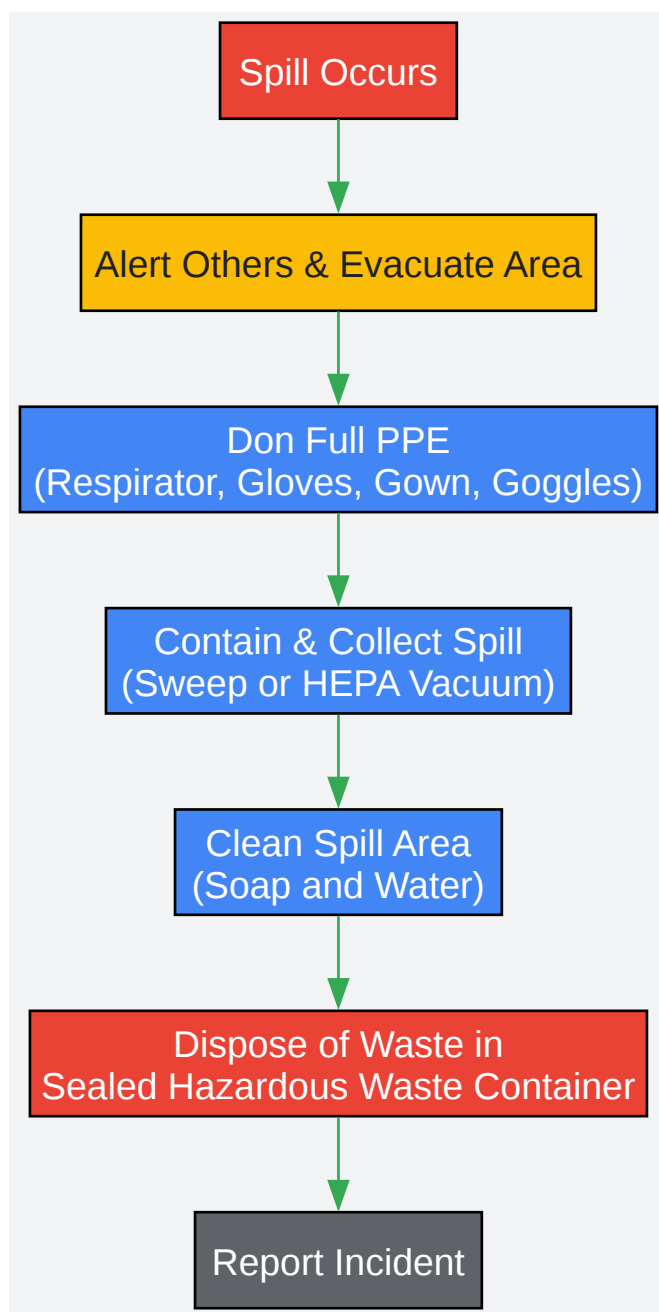 Spill Occurs
Alert Others & Evacuate Area
Don Full PPE
(Respirator, Gloves, Gown, Goggles)
Contain & Collect Spill
(Sweep or HEPA Vacuum)
Clean Spill Area
(Soap and Water)
Dispose of Waste in
Sealed Hazardous Waste Container
Report Incident